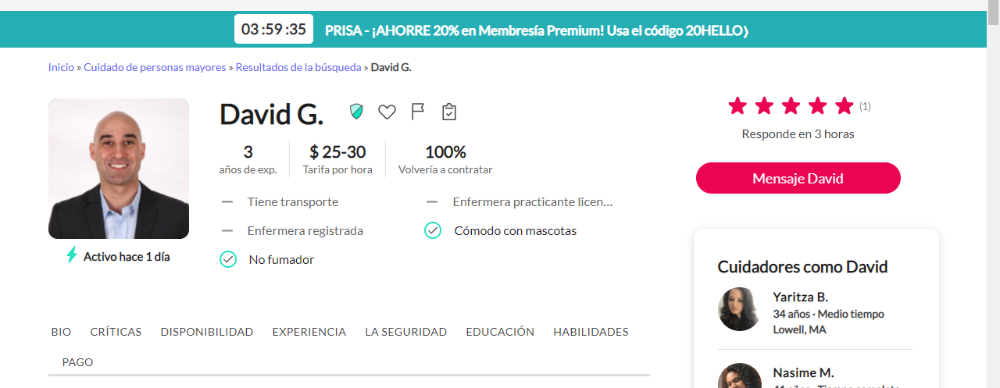 03 :59 :35 PRISA - ¡AHORRE 20% en Membresía Premium! Usa el código 20HELLO
Inicio » Cuidado de personas mayores » Resultados de la búsqueda » David G.
David G.
(1)
Responde en 3 horas
3
años de exp.
$ 25-30
Tarifa por hora
100%
Volvería a contratar
Mensaje David
Tiene transporte
Enfermera practicante licen...
Enfermera registrada
Cómodo con mascotas
No fumador
Activo hace 1 día
Cuidadores como David
Yaritza B.
34 años · Medio tiempo
Lowell, MA
Nasime M.
41 años · Tiempo completo
BIO CRÍTICAS DISPONIBILIDAD EXPERIENCIA LA SEGURIDAD EDUCACIÓN HABILIDADES
PAGO